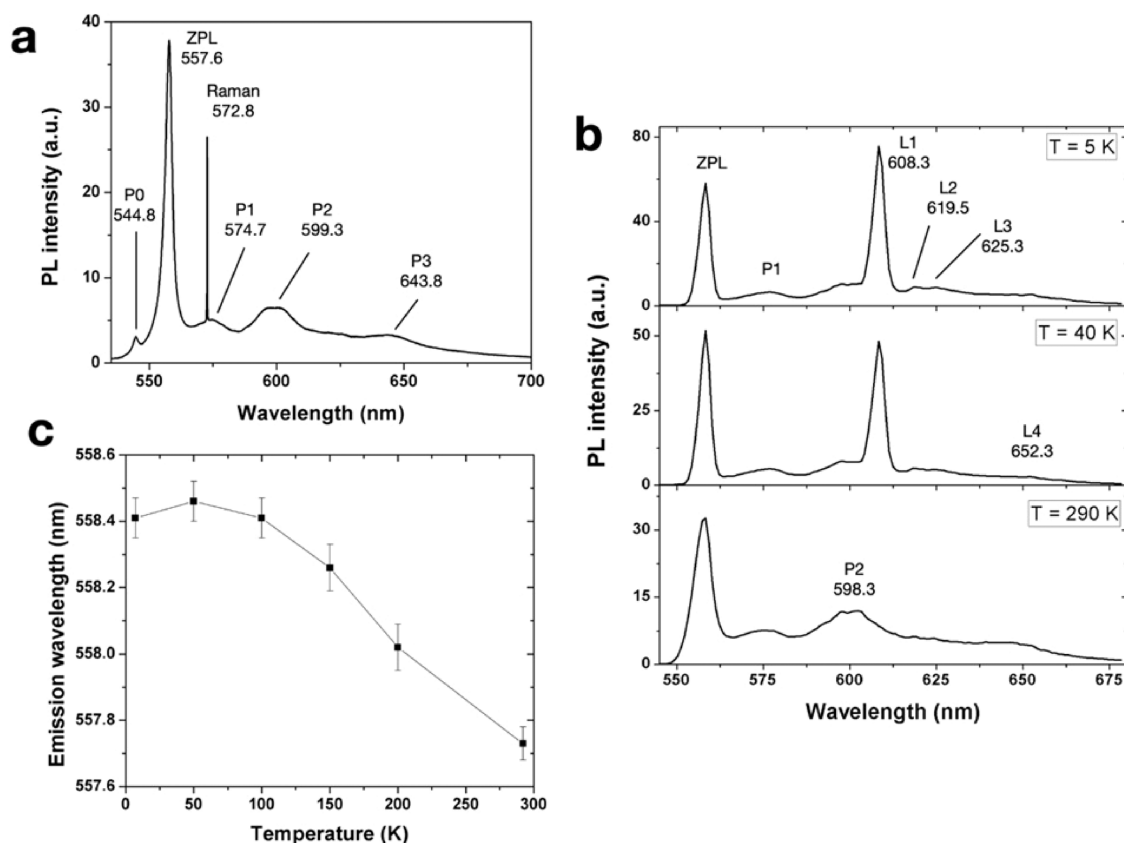 a
PL intensity (a.u.)
40
30
20
10
0
ZPL
557.6
Raman
572.8
P0
544.8
P1
574.7
P2
599.3
P3
643.8
550
600
650
700
Wavelength (nm)
b
PL intensity (a.u.)
80
40
0
T = 5 K
ZPL
P1
L1
608.3
L2
619.5
L3
625.3
50
25
0
T = 40 K
L4
652.3
30
15
0
T = 290 K
P2
598.3
550
575
600
625
650
675
Wavelength (nm)
c
Emission wavelength (nm)
558.6
558.4
558.2
558.0
557.8
557.6
0
50
100
150
200
250
300
Temperature (K)